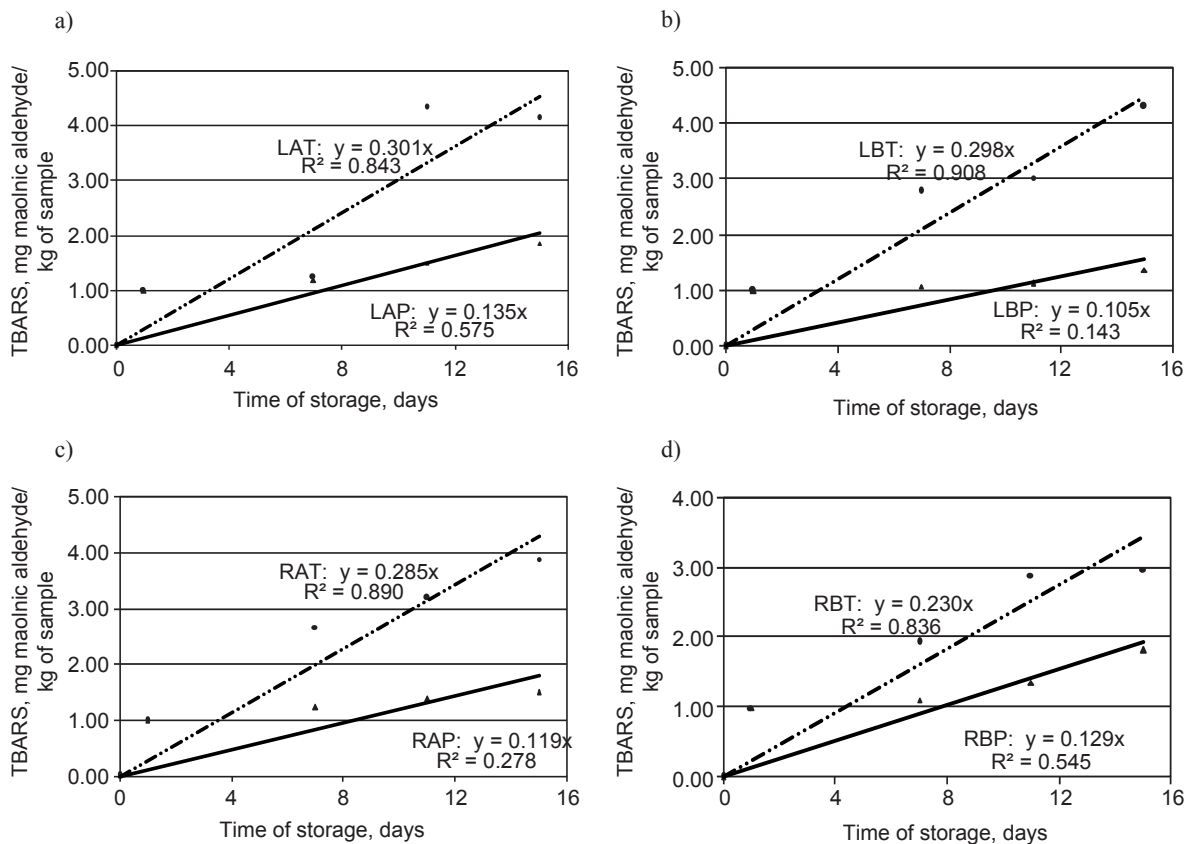 a)
TBARS, mg maolnic aldehyde/
kg of sample
5.00
4.00
3.00
2.00
1.00
0.00
LAT: y = 0.301x
R² = 0.843
LAP: y = 0.135x
R² = 0.575
0 4 8 12 16
Time of storage, days
b)
TBARS, mg maolnic aldehyde/
kg of sample
5.00
4.00
3.00
2.00
1.00
0.00
LBT: y = 0.298x
R² = 0.908
LBP: y = 0.105x
R² = 0.143
0 4 8 12 16
Time of storage, days
c)
TBARS, mg maolnic aldehyde/
kg of sample
5.00
4.00
3.00
2.00
1.00
0.00
RAT: y = 0.285x
R² = 0.890
RAP: y = 0.119x
R² = 0.278
0 4 8 12 16
Time of storage, days
d)
TBARS, mg maolnic aldehyde/
kg of sample
4.00
3.00
2.00
1.00
0.00
RBT: y = 0.230x
R² = 0.836
RBP: y = 0.129x
R² = 0.545
0 4 8 12 16
Time of storage, days